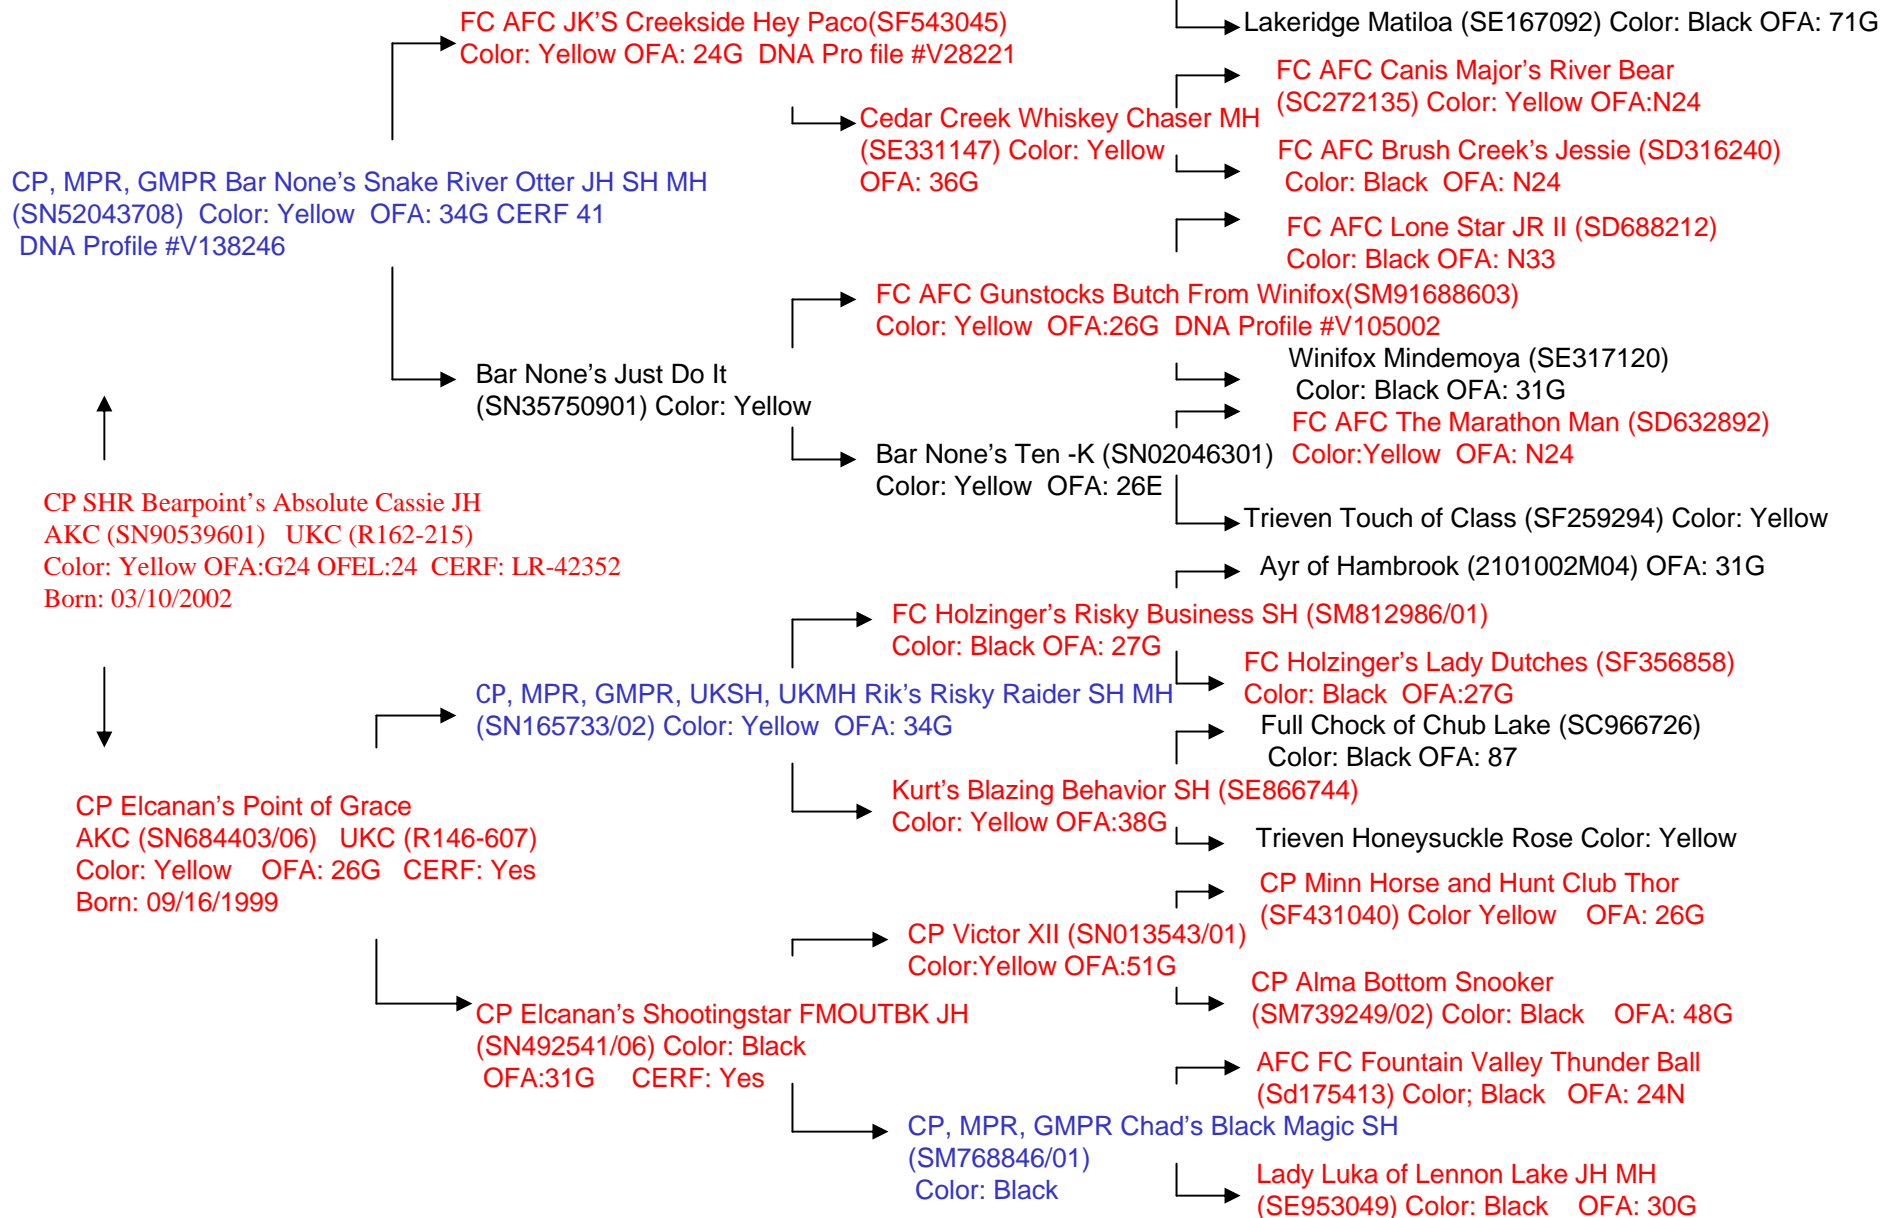 FC AFC JK'S Creekside Hey Paco(SF543045)
Color: Yellow OFA: 24G  DNA Pro file #V28221
Lakeridge Matiloa (SE167092) Color: Black OFA: 71G
FC AFC Canis Major's River Bear
(SC272135) Color: Yellow OFA:N24
Cedar Creek Whiskey Chaser MH
(SE331147) Color: Yellow
OFA: 36G
FC AFC Brush Creek's Jessie (SD316240)
Color: Black  OFA: N24
CP, MPR, GMPR Bar None's Snake River Otter JH SH MH
(SN52043708)  Color: Yellow  OFA: 34G CERF 41
DNA Profile #V138246
FC AFC Lone Star JR II (SD688212)
Color: Black OFA: N33
FC AFC Gunstocks Butch From Winifox(SM91688603)
Color: Yellow  OFA:26G  DNA Profile #V105002
Bar None's Just Do It
(SN35750901) Color: Yellow
Winifox Mindemoya (SE317120)
Color: Black OFA: 31G
FC AFC The Marathon Man (SD632892)
Color:Yellow  OFA: N24
Bar None's Ten -K (SN02046301)
Color: Yellow  OFA: 26E
Trieven Touch of Class (SF259294) Color: Yellow
CP SHR Bearpoint's Absolute Cassie JH
AKC (SN90539601)   UKC (R162-215)
Color: Yellow OFA:G24 OFEL:24  CERF: LR-42352
Born: 03/10/2002
Ayr of Hambrook (2101002M04) OFA: 31G
FC Holzinger's Risky Business SH (SM812986/01)
Color: Black OFA: 27G
FC Holzinger's Lady Dutches (SF356858)
Color: Black  OFA:27G
CP, MPR, GMPR, UKSH, UKMH Rik's Risky Raider SH MH
(SN165733/02) Color: Yellow  OFA: 34G
Full Chock of Chub Lake (SC966726)
Color: Black OFA: 87
Kurt's Blazing Behavior SH (SE866744)
Color: Yellow OFA:38G
Trieven Honeysuckle Rose Color: Yellow
CP Elcanan's Point of Grace
AKC (SN684403/06)   UKC (R146-607)
Color: Yellow    OFA: 26G   CERF: Yes
Born: 09/16/1999
CP Minn Horse and Hunt Club Thor
(SF431040) Color Yellow    OFA: 26G
CP Victor XII (SN013543/01)
Color:Yellow OFA:51G
CP Alma Bottom Snooker
(SM739249/02) Color: Black    OFA: 48G
CP Elcanan's Shootingstar FMOUTBK JH
(SN492541/06) Color: Black
OFA:31G     CERF: Yes
AFC FC Fountain Valley Thunder Ball
(Sd175413) Color; Black   OFA: 24N
CP, MPR, GMPR Chad's Black Magic SH
(SM768846/01)
Color: Black
Lady Luka of Lennon Lake JH MH
(SE953049) Color: Black    OFA: 30G